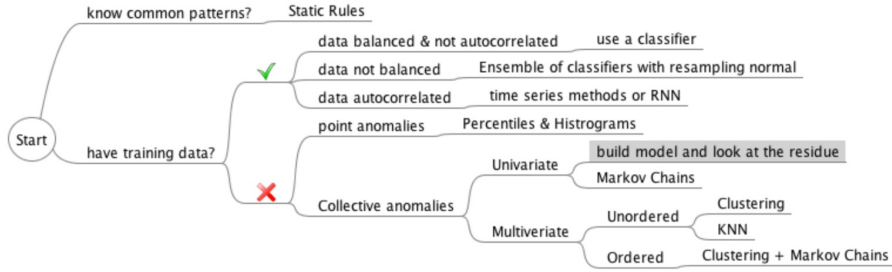 know common patterns? Static Rules
data balanced & not autocorrelated use a classifier
data not balanced Ensemble of classifiers with resampling normal
data autocorrelated time series methods or RNN
Start
have training data?
point anomalies Percentiles & Histrograms
Collective anomalies
Univariate
build model and look at the residue
Markov Chains
Multiveriate
Unordered
Clustering
KNN
Ordered Clustering + Markov Chains